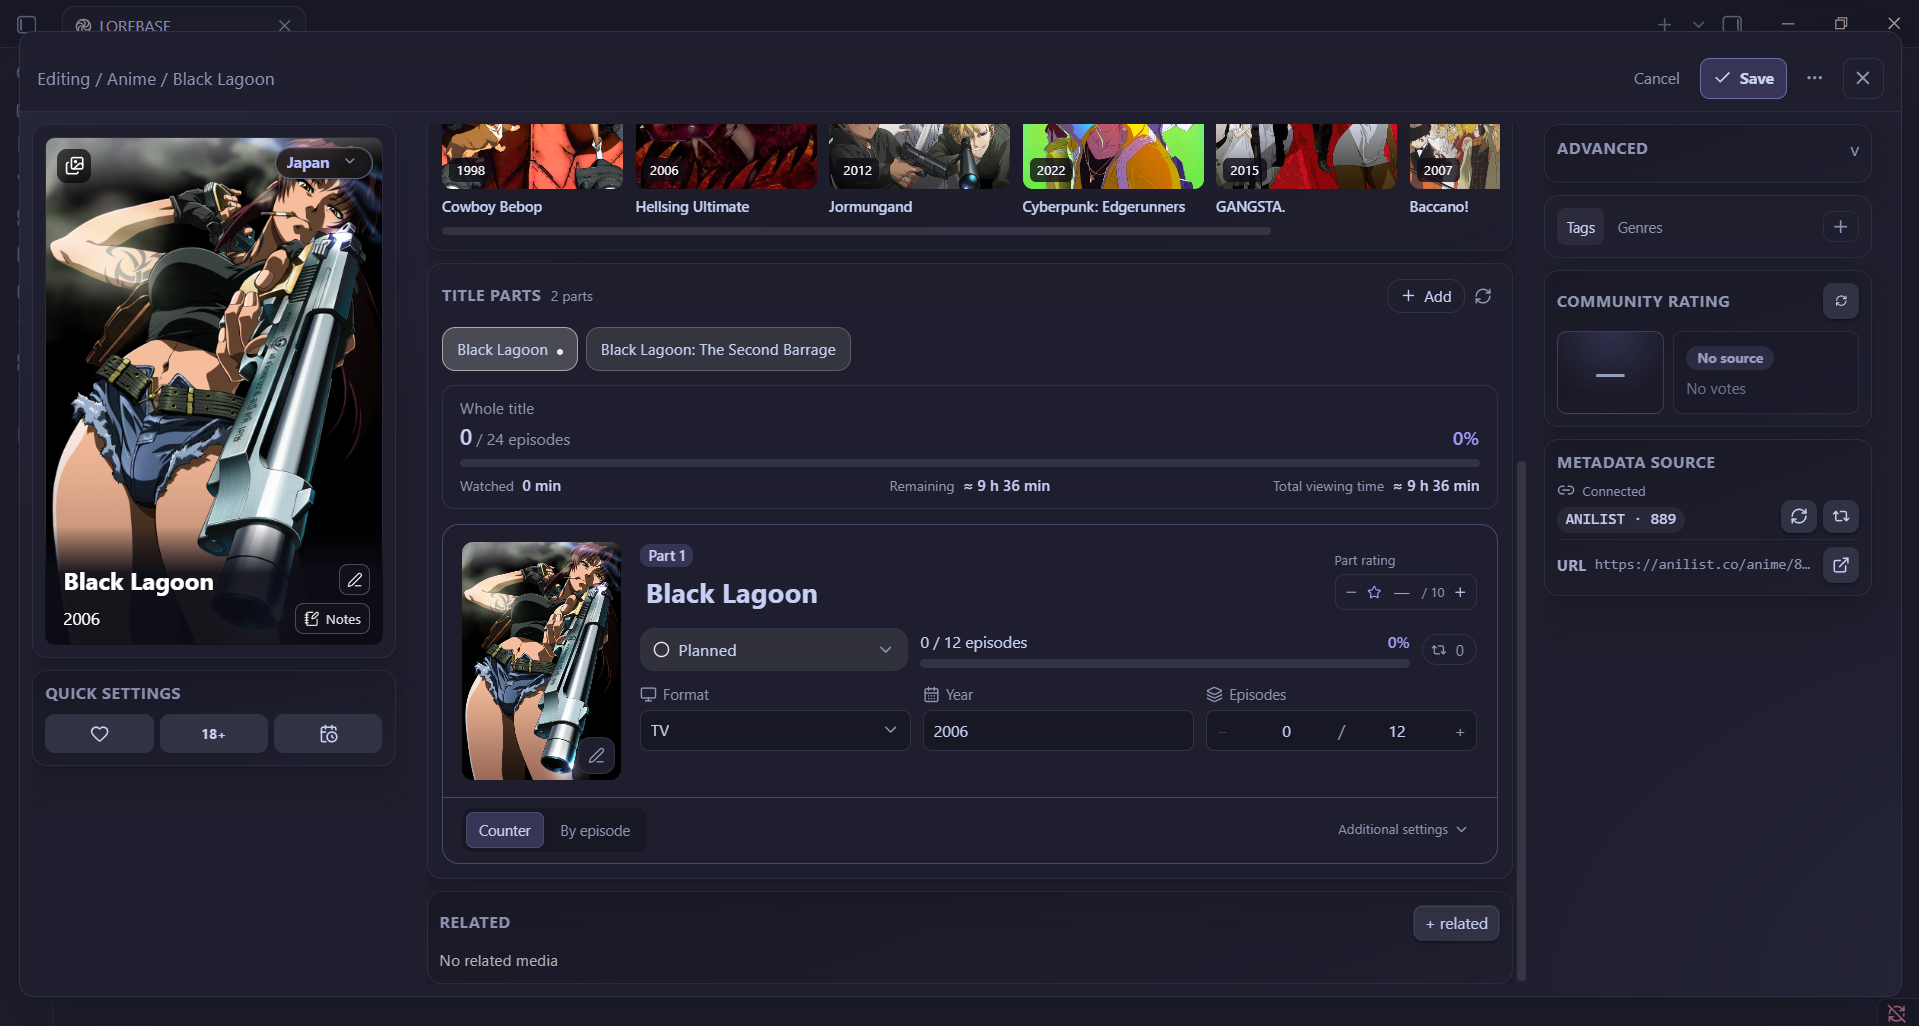 LOREBASE
Editing / Anime / Black Lagoon
Cancel
Save
Japan
Black Lagoon
2006
Notes
QUICK SETTINGS
18+
1998
2006
2012
2022
2015
2007
Cowboy Bebop
Hellsing Ultimate
Jormungand
Cyberpunk: Edgerunners
GANGSTA.
Baccano!
TITLE PARTS 2 parts
+ Add
Black Lagoon •
Black Lagoon: The Second Barrage
Whole title
0 / 24 episodes
0%
Watched 0 min
Remaining ≈ 9 h 36 min
Total viewing time ≈ 9 h 36 min
Part 1
Black Lagoon
Part rating
− — / 10 +
Planned
0 / 12 episodes
0%
0
Format
Year
Episodes
TV
2006
− 0 / 12 +
Counter
By episode
Additional settings
RELATED
+ related
No related media
ADVANCED
v
Tags
Genres
+
COMMUNITY RATING
—
No source
No votes
METADATA SOURCE
Connected
ANILIST · 889
URL https://anilist.co/anime/8…